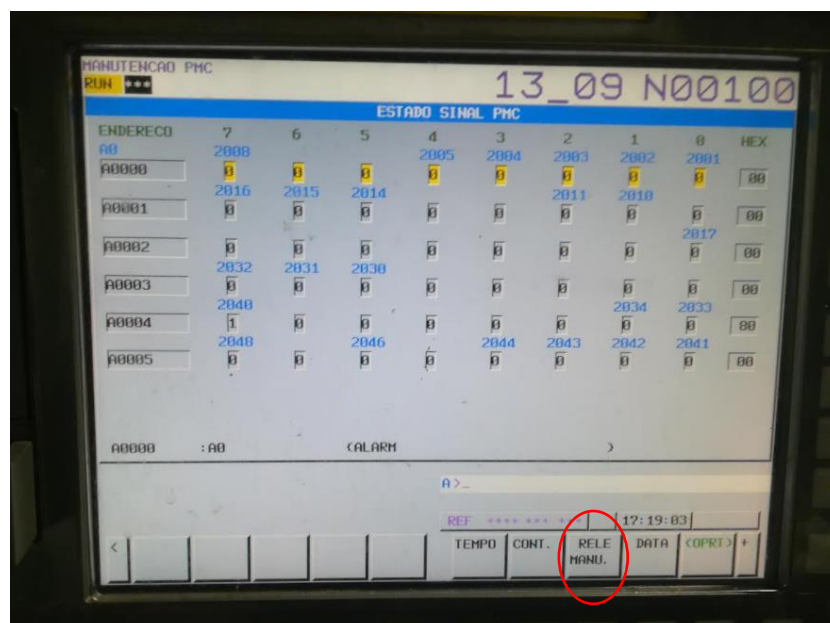 MANUTENCAO PMC
RUN *** 13_09 N00100
ESTADO SINAL PMC
ENDERECO 7 6 5 4 3 2 1 0 HEX
A0 2008 2005 2004 2003 2002 2001
A0000 0 0 0 0 0 0 0 0 00
2016 2015 2014 2011 2010
A0001 0 0 0 0 0 0 0 0 00
2017
A0002 0 0 0 0 0 0 0 0 00
2032 2031 2030
A0003 0 0 0 0 0 0 0 0 00
2040 2034 2033
A0004 1 0 0 0 0 0 0 0 80
2048 2046 2044 2043 2042 2041
A0005 0 0 0 0 0 0 0 0 00
A0000 :A0 (ALARM )
A>_
REF **** *** *** 17:19:03
< TEMPO CONT. RELE MANU. DATA (OPRT) +